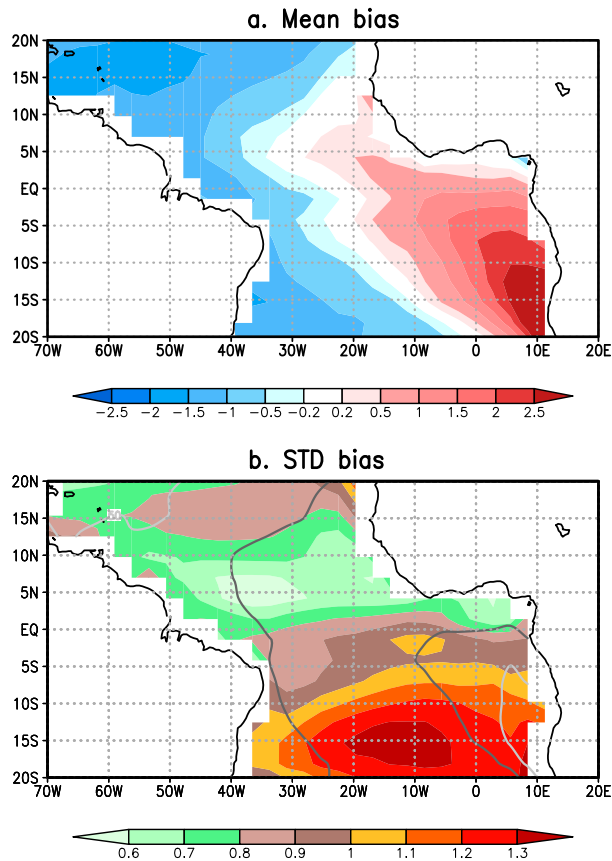 a. Mean bias
20N
15N
10N
5N
EQ
5S
10S
15S
20S
70W 60W 50W 40W 30W 20W 10W 0 10E 20E
-2.5 -2 -1.5 -1 -0.5 -0.2 0.2 0.5 1 1.5 2 2.5
b. STD bias
20N
15N
10N
5N
EQ
5S
10S
15S
20S
70W 60W 50W 40W 30W 20W 10W 0 10E 20E
0.6 0.7 0.8 0.9 1 1.1 1.2 1.3